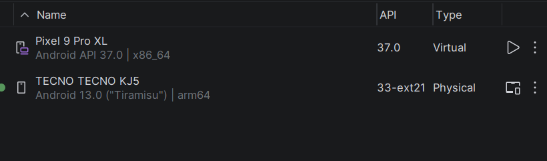 Name API Type
Pixel 9 Pro XL
Android API 37.0 | x86_64
37.0 Virtual
TECNO TECNO KJ5
Android 13.0 ("Tiramisu") | arm64
33-ext21 Physical